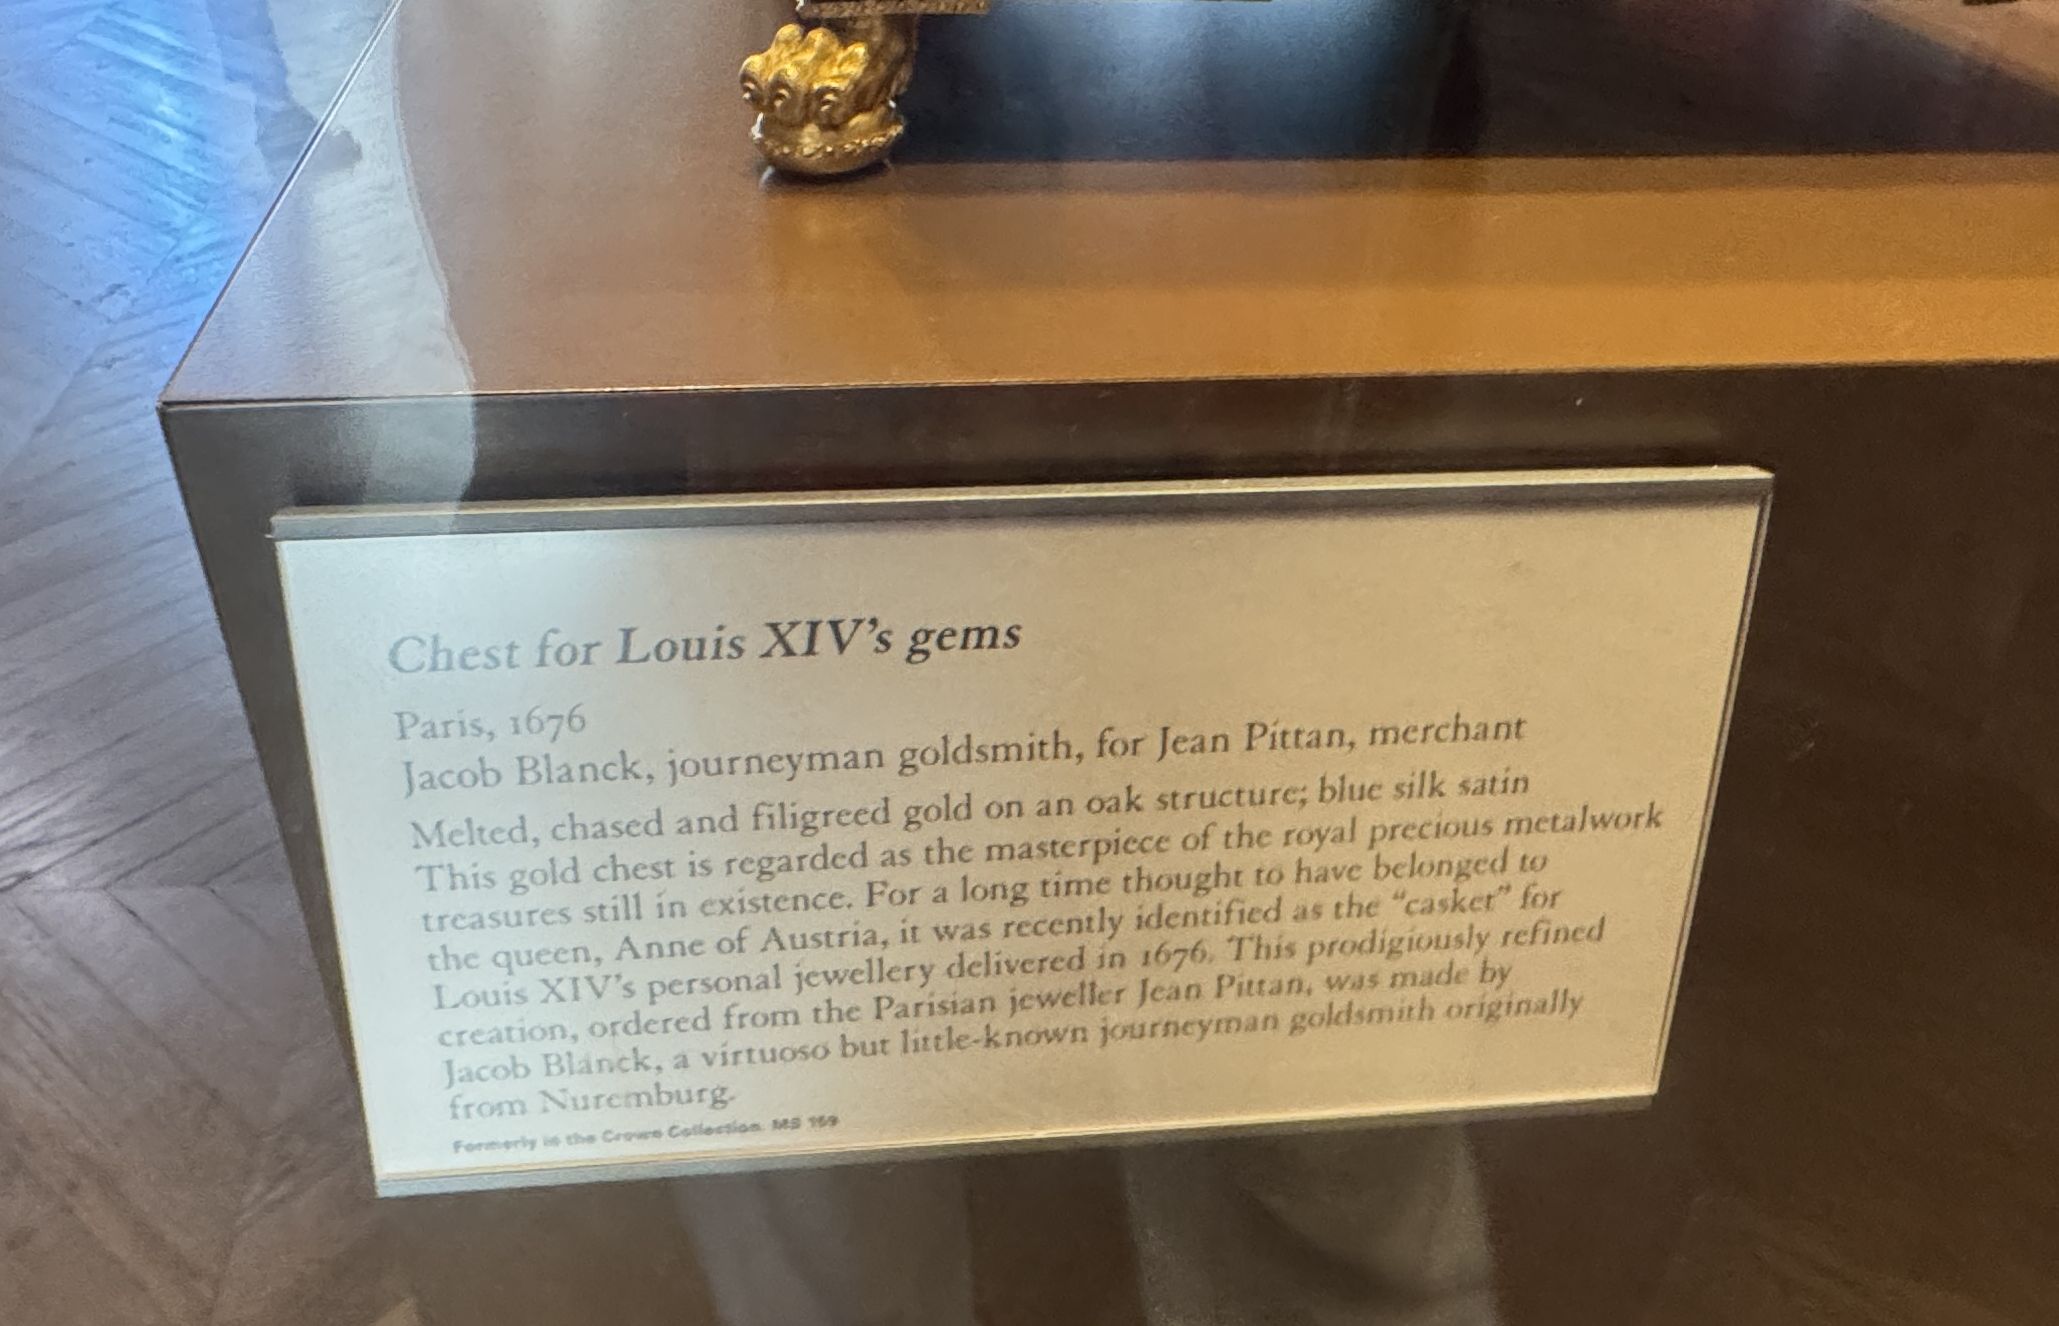 Chest for Louis XIV's gems
Paris, 1676
Jacob Blanck, journeyman goldsmith, for Jean Pittan, merchant
Melted, chased and filigreed gold on an oak structure; blue silk satin
This gold chest is regarded as the masterpiece of the royal precious metalwork
treasures still in existence. For a long time thought to have belonged to
the queen, Anne of Austria, it was recently identified as the “casket” for
Louis XIV's personal jewellery delivered in 1676. This prodigiously refined
creation, ordered from the Parisian jeweller Jean Pittan, was made by
Jacob Blanck, a virtuoso but little-known journeyman goldsmith originally
from Nuremburg.
Formerly in the Crown Collection. MS 159